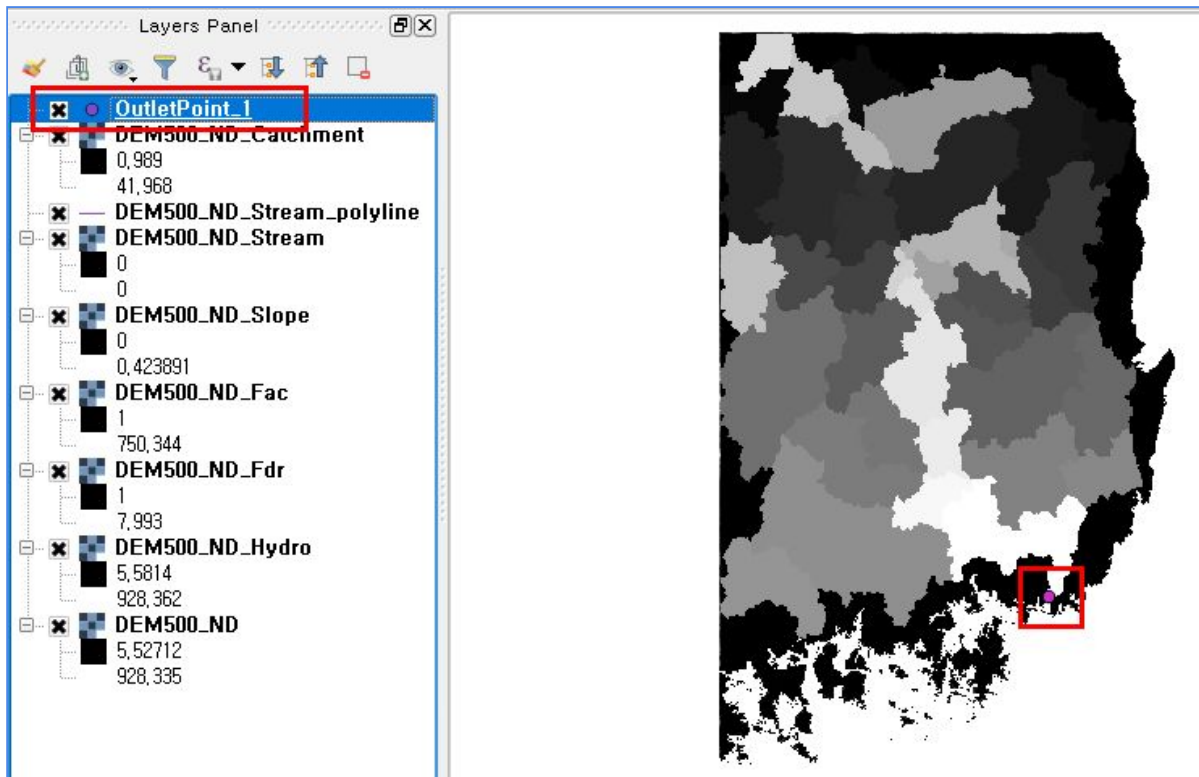 Layers Panel
OutletPoint_1
DEM500_ND_Catchment
0,989
41,968
DEM500_ND_Stream_polyline
DEM500_ND_Stream
0
0
DEM500_ND_Slope
0
0,423891
DEM500_ND_Fac
1
750,344
DEM500_ND_Fdr
1
7,993
DEM500_ND_Hydro
5,5814
928,362
DEM500_ND
5,52712
928,335